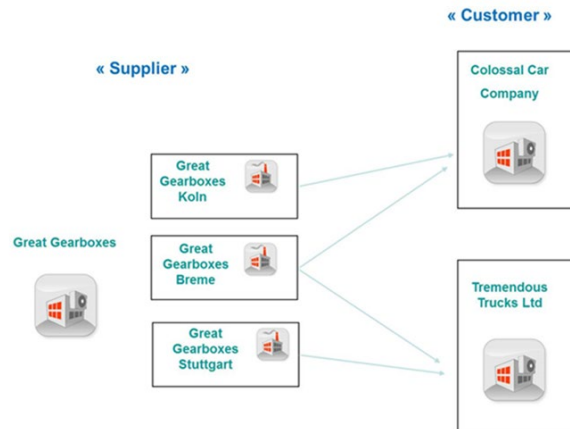 « Customer »
« Supplier »
Colossal Car
Company
Great
Gearboxes
Koln
Great Gearboxes
Great
Gearboxes
Breme
Tremendous
Trucks Ltd
Great
Gearboxes
Stuttgart